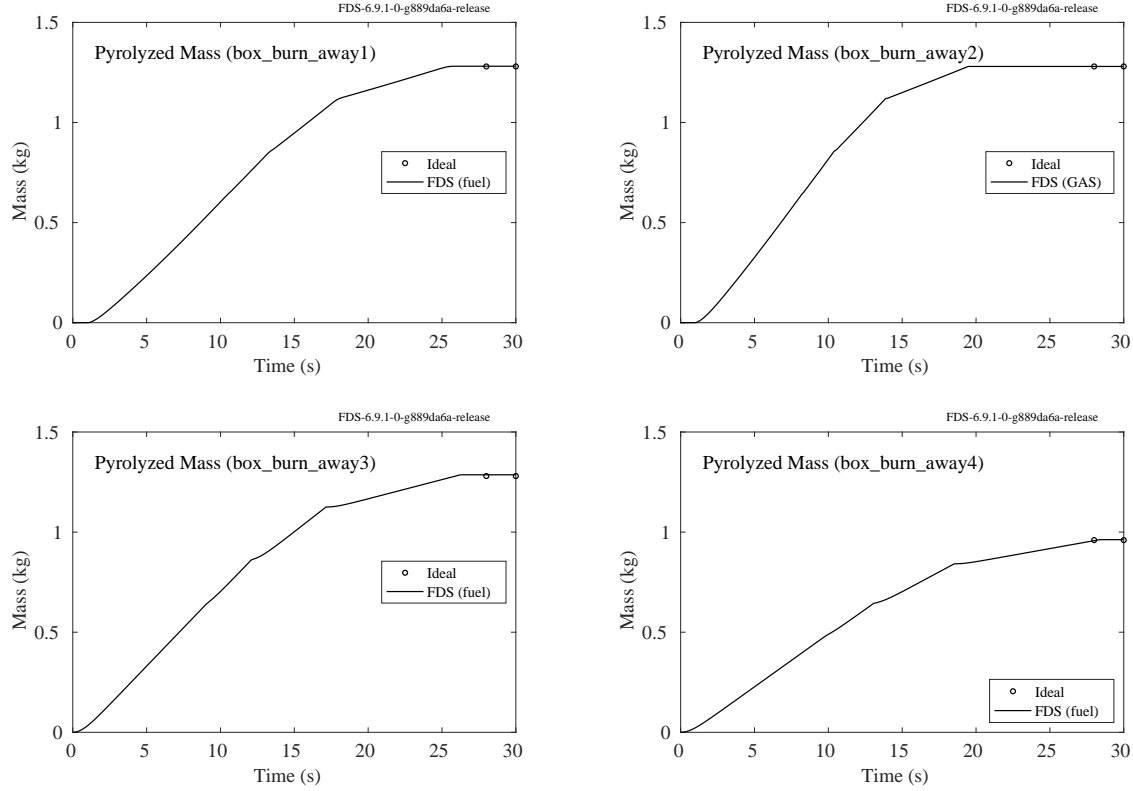 FDS-6.9.1-0-g889da6a-release
Pyrolyzed Mass (box_burn_away1)
Mass (kg)
1.5
1
0.5
0
Ideal
FDS (fuel)
0 5 10 15 20 25 30
Time (s)
FDS-6.9.1-0-g889da6a-release
Pyrolyzed Mass (box_burn_away2)
Mass (kg)
1.5
1
0.5
0
Ideal
FDS (GAS)
0 5 10 15 20 25 30
Time (s)
FDS-6.9.1-0-g889da6a-release
Pyrolyzed Mass (box_burn_away3)
Mass (kg)
1.5
1
0.5
0
Ideal
FDS (fuel)
0 5 10 15 20 25 30
Time (s)
FDS-6.9.1-0-g889da6a-release
Pyrolyzed Mass (box_burn_away4)
Mass (kg)
1.5
1
0.5
0
Ideal
FDS (fuel)
0 5 10 15 20 25 30
Time (s)